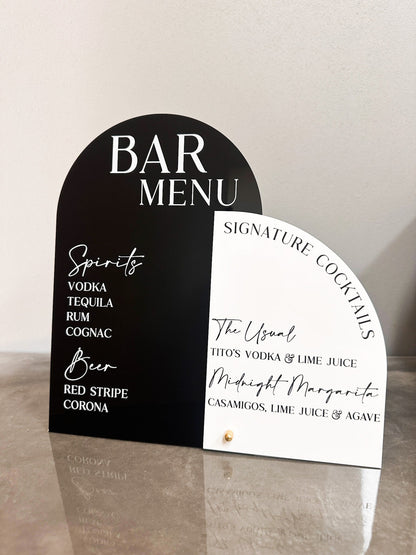 BAR
MENU
Spirits
VODKA
TEQUILA
RUM
COGNAC
Beer
RED STRIPE
CORONA
SIGNATURE COCKTAILS
The Usual
TITO'S VODKA & LIME JUICE
Midnight Margarita
CASAMIGOS, LIME JUICE & AGAVE